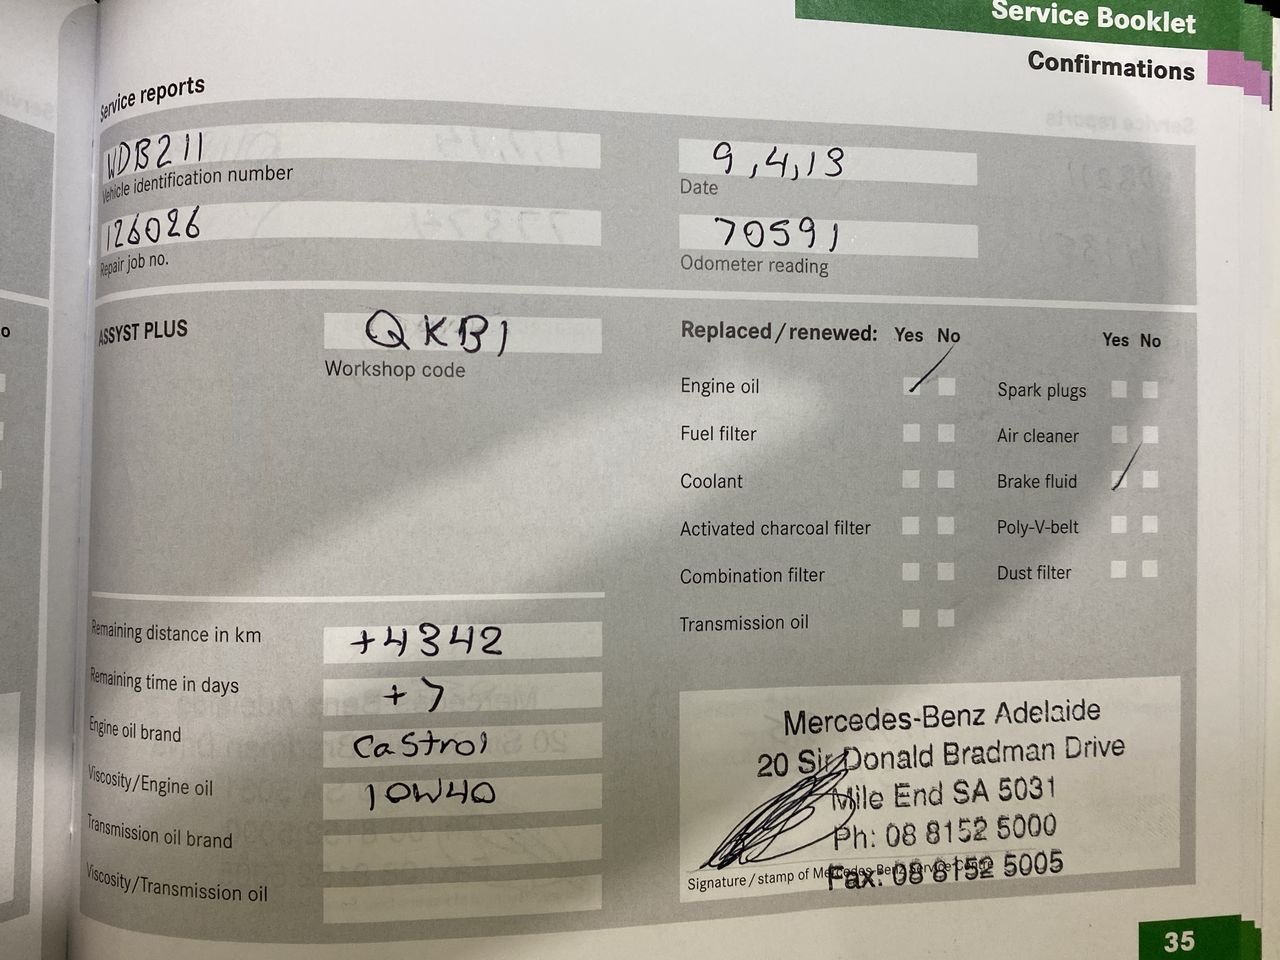 Service Booklet
Confirmations
Service reports
WDB211
Vehicle identification number
9,4,13
Date
126026
Repair job no.
70591
Odometer reading
ASSYST PLUS
QKB1
Workshop code
Replaced/renewed: Yes No Yes No
Engine oil Spark plugs
Fuel filter Air cleaner
Coolant Brake fluid
Activated charcoal filter Poly-V-belt
Combination filter Dust filter
Transmission oil
Remaining distance in km +4342
Remaining time in days +7
Engine oil brand Castrol
Viscosity/Engine oil 10W40
Transmission oil brand
Viscosity/Transmission oil
Mercedes-Benz Adelaide
20 Sir Donald Bradman Drive
Mile End SA 5031
Ph: 08 8152 5000
Fax: 08 8152 5005
Signature/stamp of Mercedes-Benz Service Centre
35